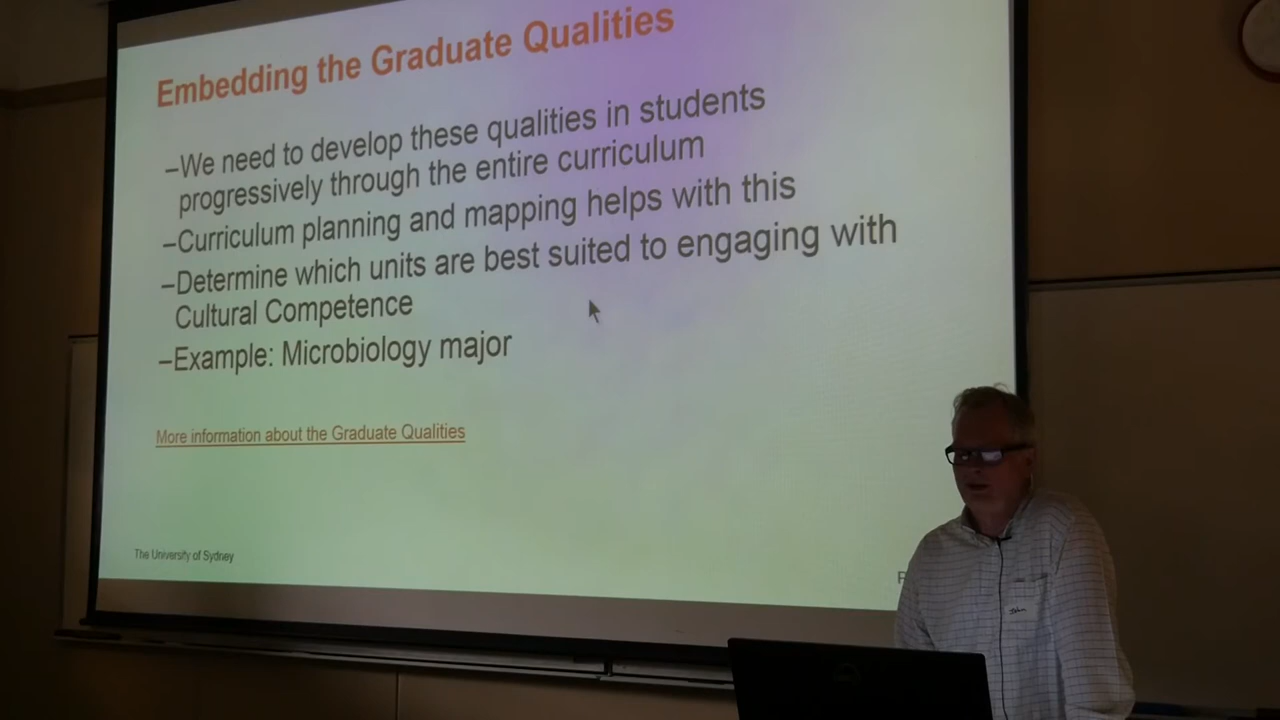 Embedding the Graduate Qualities
–We need to develop these qualities in students
progressively through the entire curriculum
–Curriculum planning and mapping helps with this
–Determine which units are best suited to engaging with
Cultural Competence
–Example: Microbiology major
More information about the Graduate Qualities
The University of Sydney